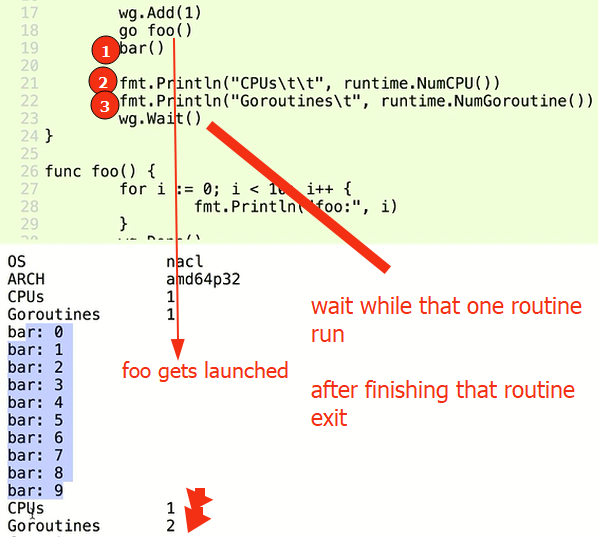 17 wg.Add(1)
18 go foo()
19 1 bar()
20
21 2 fmt.Println("CPUs\t\t", runtime.NumCPU())
22 3 fmt.Println("Goroutines\t", runtime.NumGoroutine())
23 wg.Wait()
24 }
25
26 func foo() {
27 for i := 0; i < 10; i++ {
28 fmt.Println("foo:", i)
29 }
wg.Done()
OS nacl
ARCH amd64p32
CPUs 1
Goroutines 1
bar: 0
bar: 1
bar: 2
bar: 3
bar: 4
bar: 5
bar: 6
bar: 7
bar: 8
bar: 9
CPUs 1
Goroutines 2
foo gets launched
wait while that one routine
run
after finishing that routine
exit